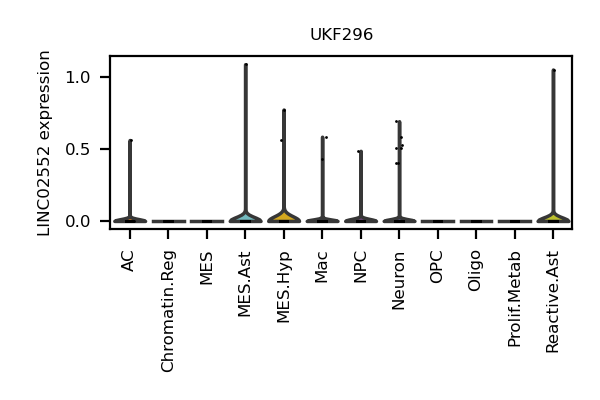 UKF296
LINC02552 expression
1.0
0.5
0.0
AC
Chromatin.Reg
MES
MES.Ast
MES.Hyp
Mac
NPC
Neuron
OPC
Oligo
Prolif.Metab
Reactive.Ast